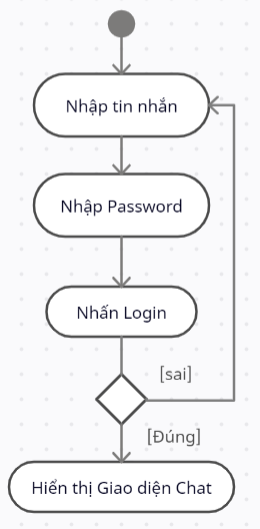 Nhập tin nhắn
Nhập Password
Nhấn Login
[sai]
[Đúng]
Hiển thị Giao diện Chat